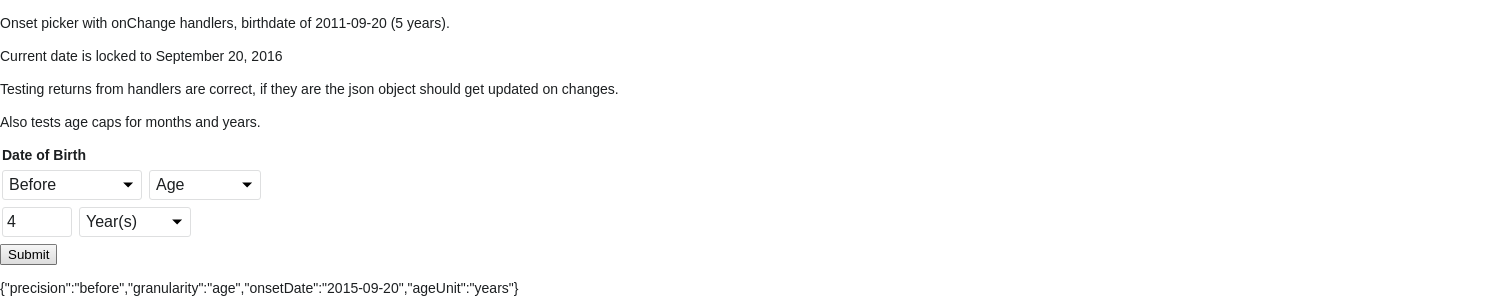 Onset picker with onChange handlers, birthdate of 2011-09-20 (5 years).
Current date is locked to September 20, 2016
Testing returns from handlers are correct, if they are the json object should get updated on changes.
Also tests age caps for months and years.
Date of Birth
Before Age
4 Year(s)
Submit
{"precision":"before","granularity":"age","onsetDate":"2015-09-20","ageUnit":"years"}